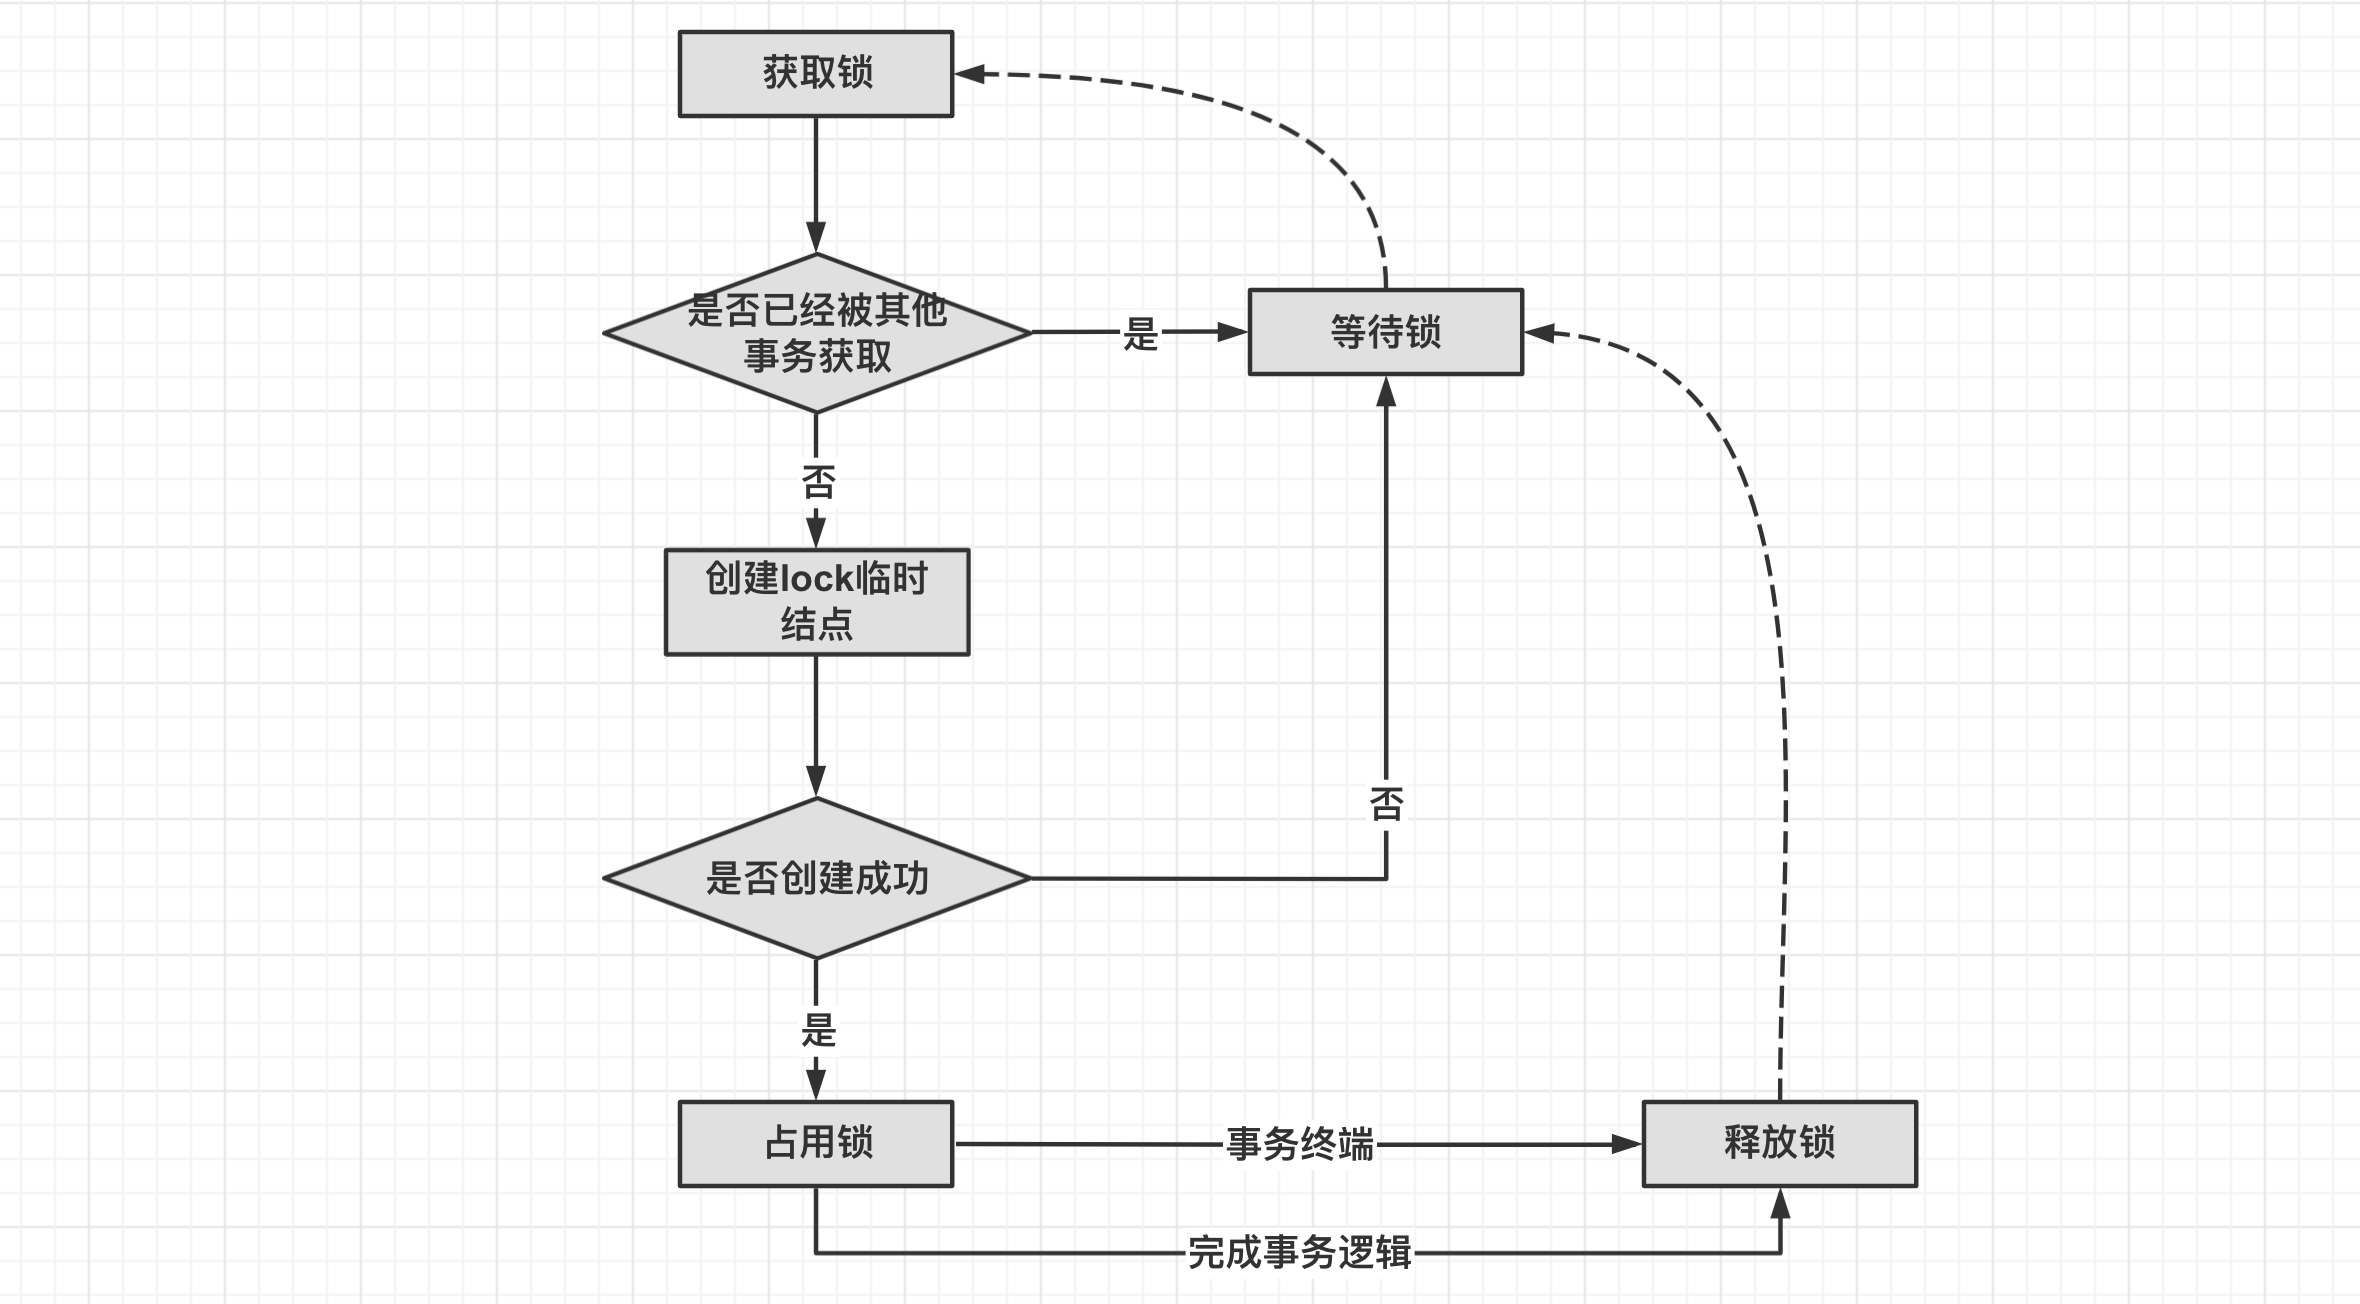 获取锁
是否已经被其他
事务获取
是
等待锁
否
创建lock临时
结点
否
是否创建成功
是
占用锁
事务终端
释放锁
完成事务逻辑